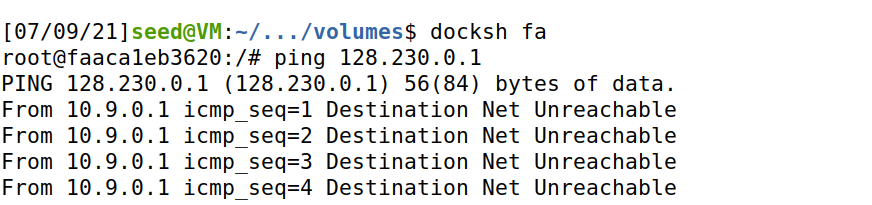 [07/09/21]seed@VM:~/.../volumes$ docksh fa
root@faaca1eb3620:/# ping 128.230.0.1
PING 128.230.0.1 (128.230.0.1) 56(84) bytes of data.
From 10.9.0.1 icmp_seq=1 Destination Net Unreachable
From 10.9.0.1 icmp_seq=2 Destination Net Unreachable
From 10.9.0.1 icmp_seq=3 Destination Net Unreachable
From 10.9.0.1 icmp_seq=4 Destination Net Unreachable